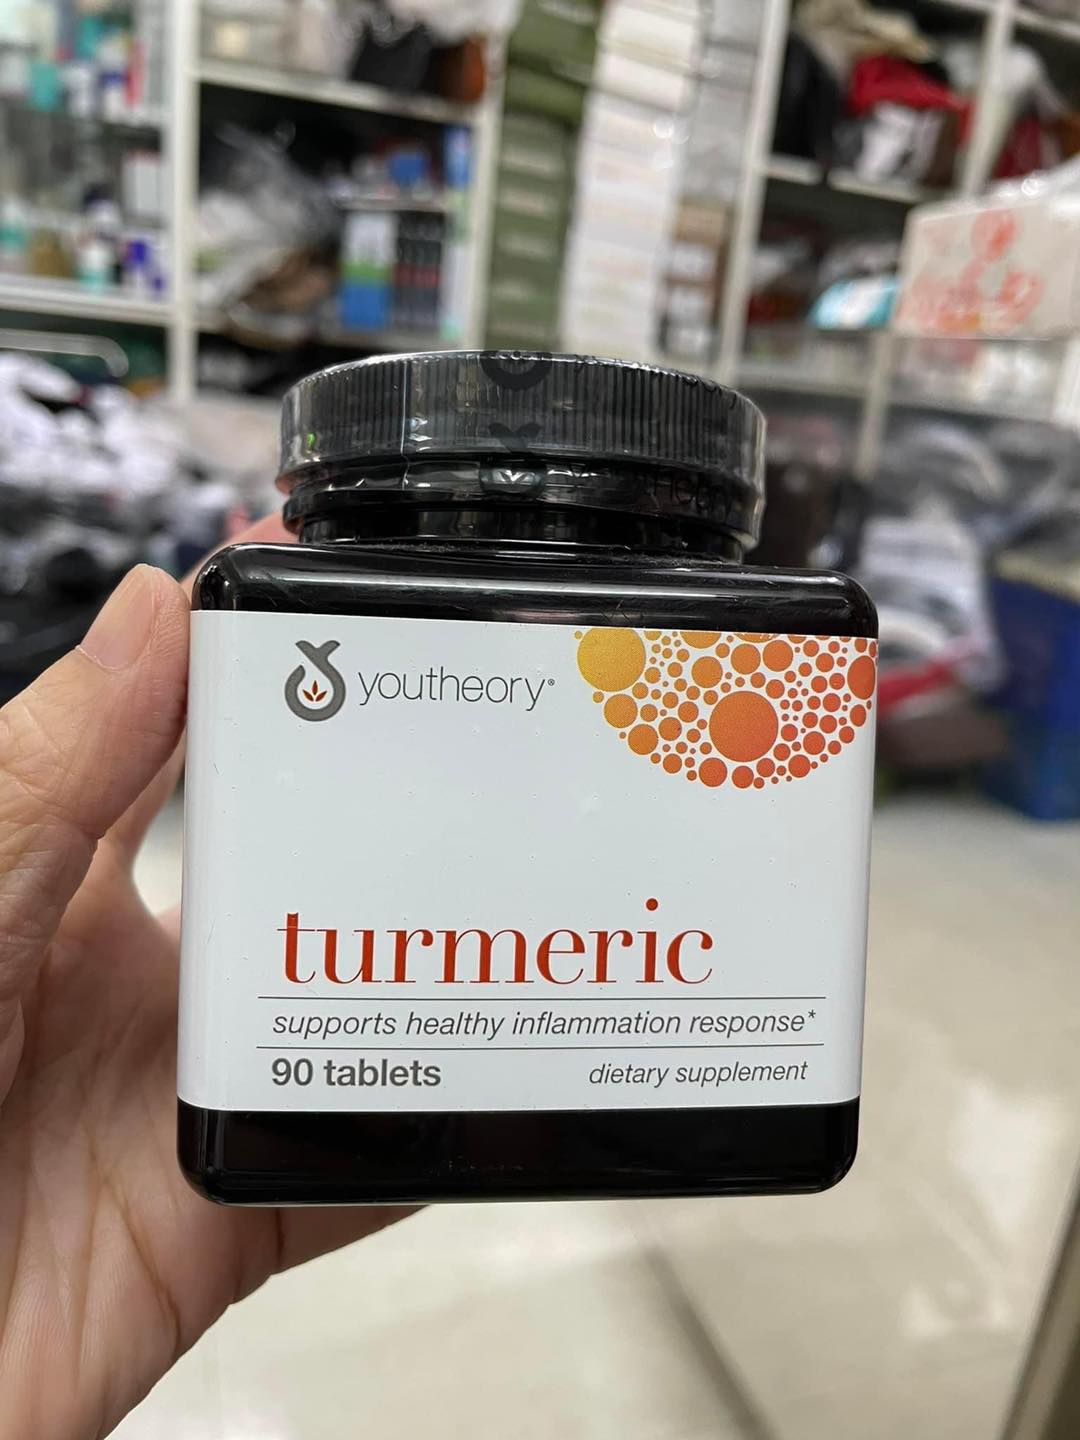 youtheory®
turmeric
supports healthy inflammation response*
90 tablets
dietary supplement